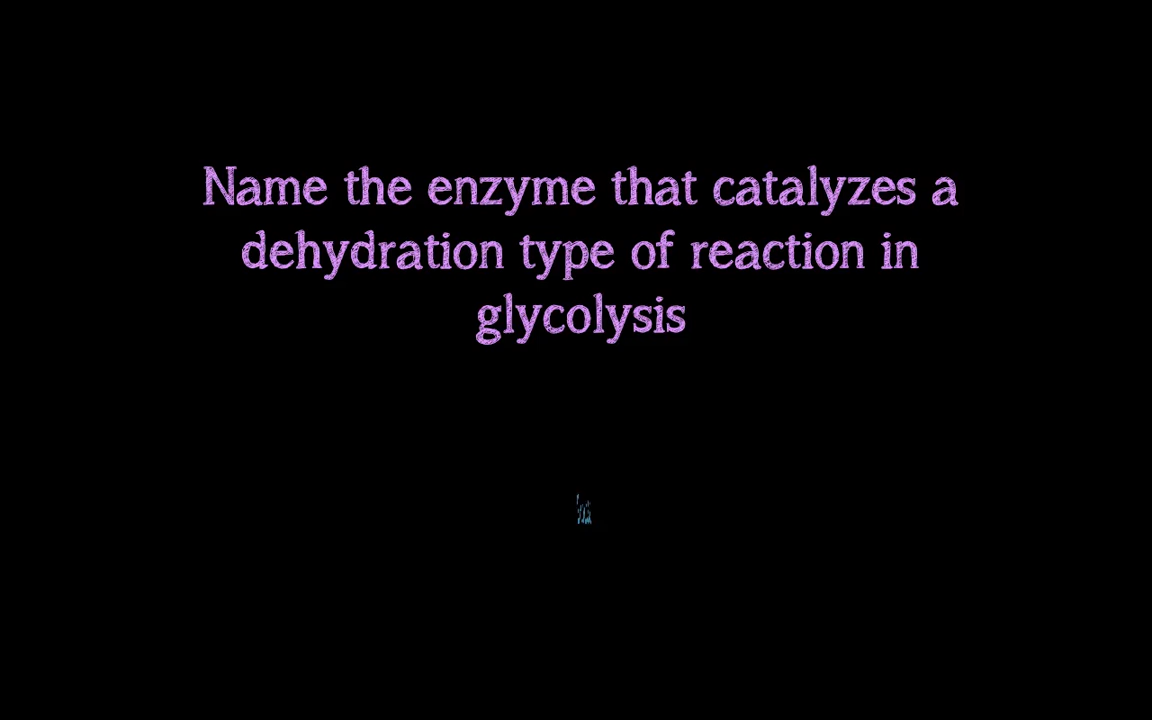 Name the enzyme that catalyzes a
dehydration type of reaction in
glycolysis